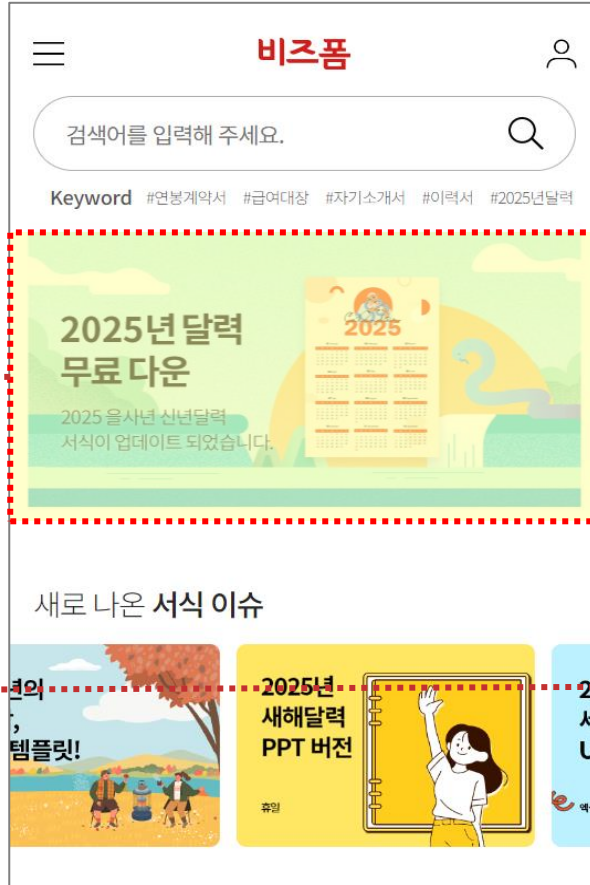 비즈폼
검색어를 입력해 주세요.
Keyword #연봉계약서 #급여대장 #자기소개서 #이력서 #2025년달력
2025년 달력
무료 다운
2025 을사년 신년달력
서식이 업데이트 되었습니다.
2025
새로 나온 서식 이슈
템플릿!
2025년
새해달력
PPT 버전
휴일